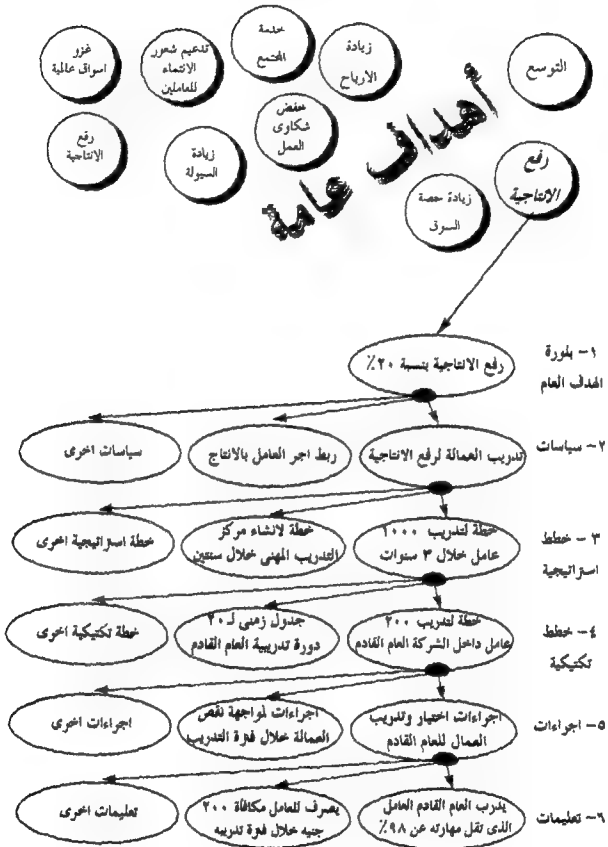 غزو
اسواق عالمية
تدعيم شعور
الانتماء
للعاملين
خدمة
المجتمع
زيادة
الارباح
التوسع
رفع
الانتاجية
زيادة
السيولة
خفض
شكاوى
العمل
أهداف عامة
زيادة حصة
السوق
رفع
الانتاجية
١- بلورة
الهدف العام
رفع الانتاجية بنسبة ٢٠٪
٢- سياسات
تدريب العمالة لرفع الانتاجية
ربط اجر العامل بالانتاج
سياسات اخرى
٣- خطط
استراتيجية
خطة لتدريب ١٠٠٠
عامل خلال ٣ سنوات
خطة لانشاء مركز
التدريب المهنى خلال سنتين
خطة استراتيجية اخرى
٤- خطط
تكتيكية
خطة لتدريب ٢٠٠
عامل داخل الشركة العام القادم
جدول زمنى لـ ٢٠
دورة تدريبية العام القادم
خطة تكتيكية اخرى
٥- اجراءات
اجراءات اختيار وتدريب
العمال للعام القادم
اجراءات لمواجهة نقص
العمالة خلال فترة التدريب
اجراءات اخرى
٦- تعليمات
يدرب العام القادم العامل
الذى تقل مهارته عن ٩٨٪
يصرف للعامل مكافأة ٢٠٠
جنيه خلال فترة تدريبه
تعليمات اخرى